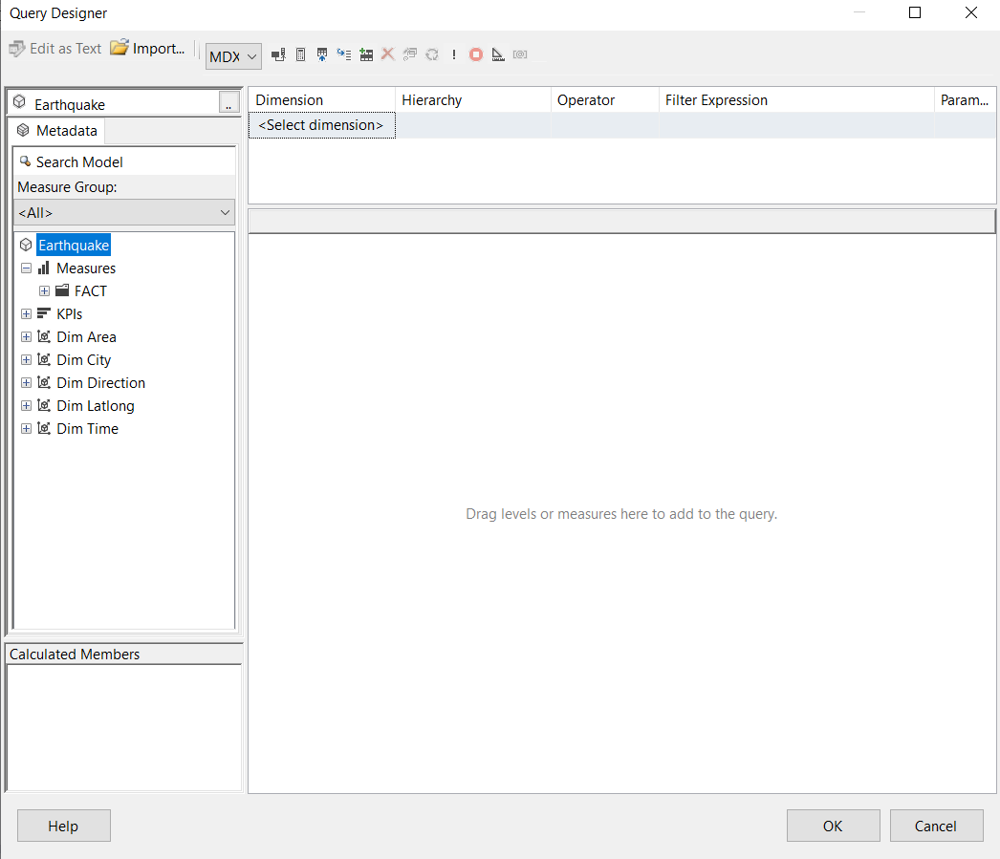 Query Designer
Edit as Text Import... MDX
Earthquake ..
Metadata
Search Model
Measure Group:
<All>
Earthquake
Measures
FACT
KPIs
Dim Area
Dim City
Dim Direction
Dim Latlong
Dim Time
Calculated Members
Dimension Hierarchy Operator Filter Expression Param...
<Select dimension>
Drag levels or measures here to add to the query.
Help OK Cancel